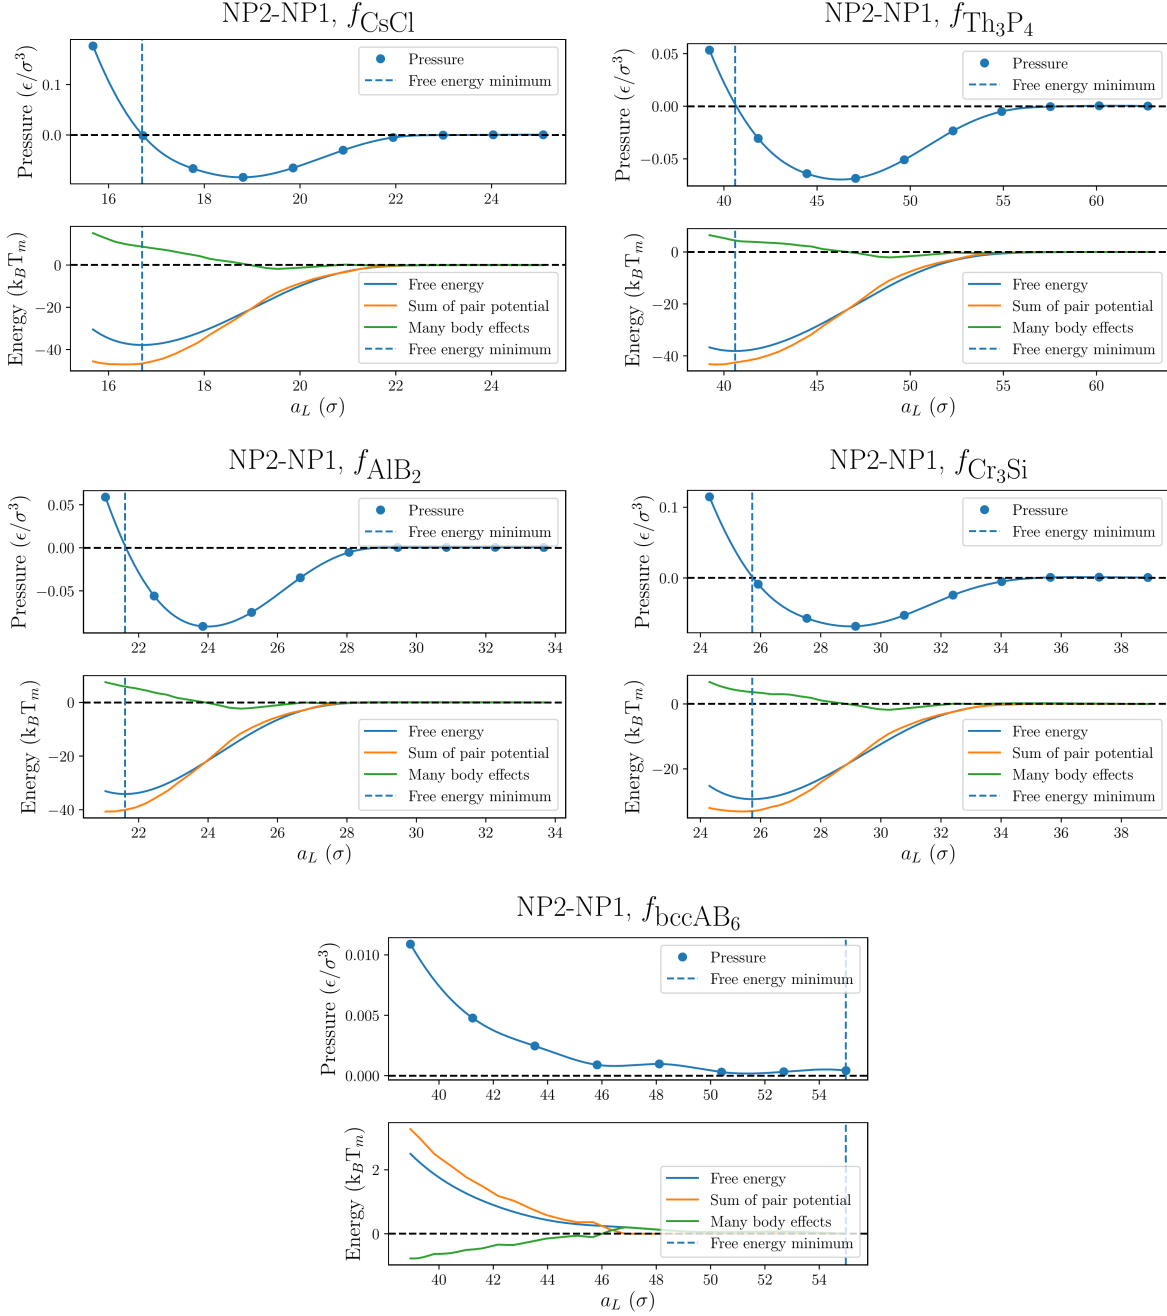 NP2-NP1, f_CsCl
Pressure (ϵ/σ³)
0.1
0.0
Pressure
Free energy minimum
16 18 20 22 24
Energy (k_BT_m)
0
−20
−40
Free energy
Sum of pair potential
Many body effects
Free energy minimum
16 18 20 22 24
a_L (σ)
NP2-NP1, f_Th₃P₄
Pressure (ϵ/σ³)
0.05
0.00
−0.05
Pressure
Free energy minimum
40 45 50 55 60
Energy (k_BT_m)
0
−20
−40
Free energy
Sum of pair potential
Many body effects
Free energy minimum
40 45 50 55 60
a_L (σ)
NP2-NP1, f_AlB₂
Pressure (ϵ/σ³)
0.05
0.00
−0.05
Pressure
Free energy minimum
22 24 26 28 30 32 34
Energy (k_BT_m)
0
−20
−40
Free energy
Sum of pair potential
Many body effects
Free energy minimum
22 24 26 28 30 32 34
a_L (σ)
NP2-NP1, f_Cr₃Si
Pressure (ϵ/σ³)
0.1
0.0
Pressure
Free energy minimum
24 26 28 30 32 34 36 38
Energy (k_BT_m)
0
−20
Free energy
Sum of pair potential
Many body effects
Free energy minimum
24 26 28 30 32 34 36 38
a_L (σ)
NP2-NP1, f_bccAB₆
Pressure (ϵ/σ³)
0.010
0.005
0.000
Pressure
Free energy minimum
40 42 44 46 48 50 52 54
Energy (k_BT_m)
2
0
Free energy
Sum of pair potential
Many body effects
Free energy minimum
40 42 44 46 48 50 52 54
a_L (σ)